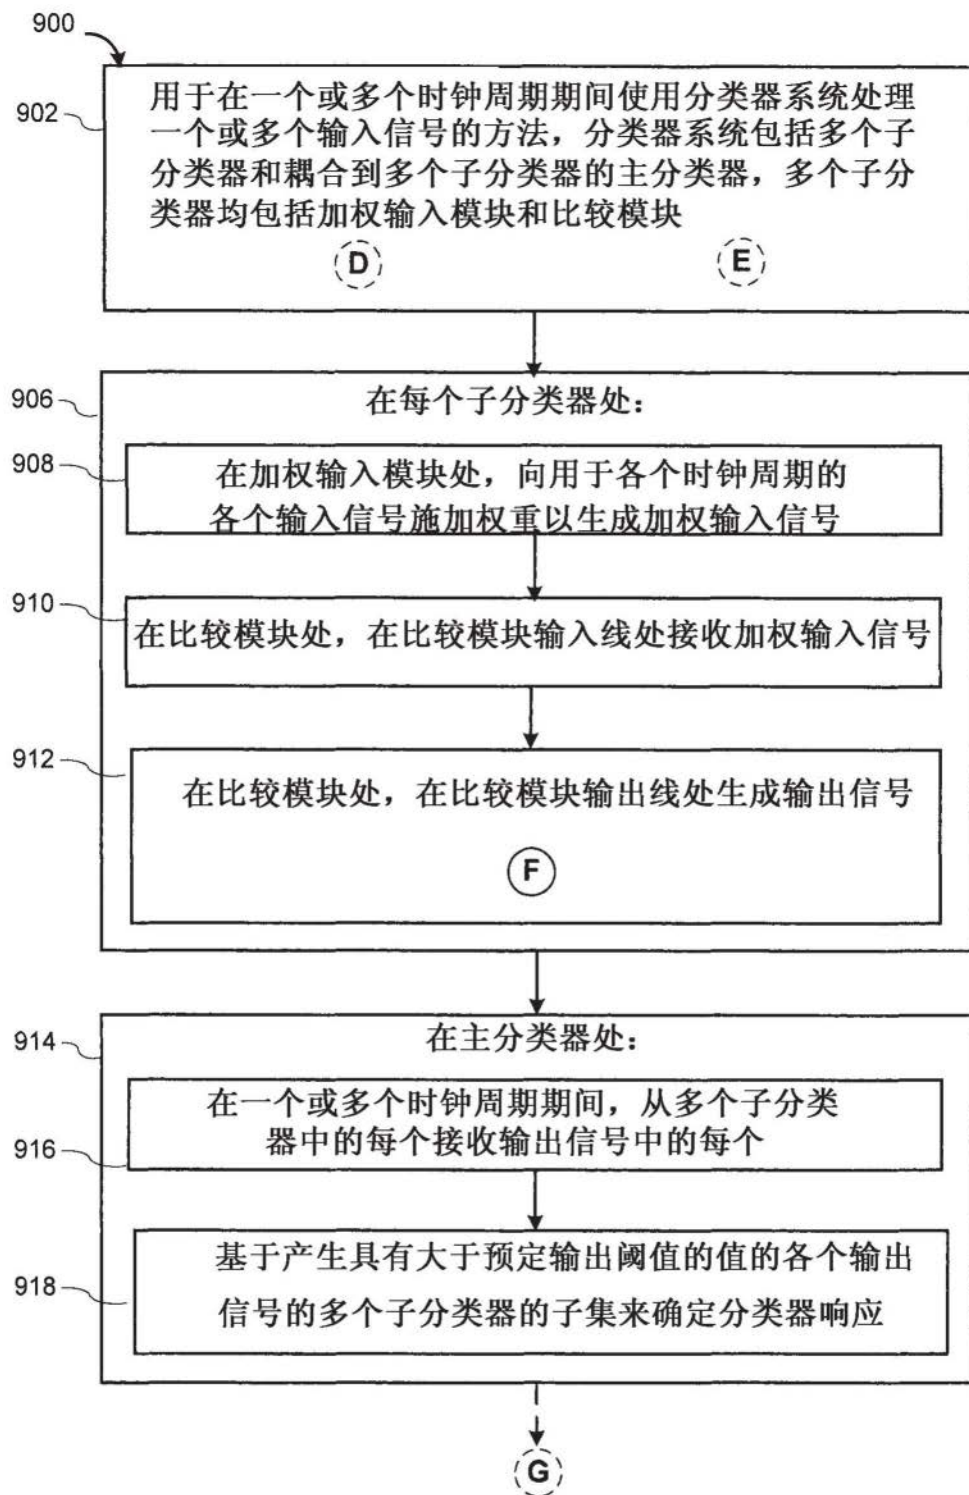 900
902
用于在一个或多个时钟周期期间使用分类器系统处理
一个或多个输入信号的方法，分类器系统包括多个子
分类器和耦合到多个子分类器的主分类器，多个子分
类器均包括加权输入模块和比较模块
D
E
906
在每个子分类器处：
908
在加权输入模块处，向用于各个时钟周期的
各个输入信号施加权重以生成加权输入信号
910
在比较模块处，在比较模块输入线处接收加权输入信号
912
在比较模块处，在比较模块输出线处生成输出信号
F
914
在主分类器处：
916
在一个或多个时钟周期期间，从多个子分类
器中的每个接收输出信号中的每个
918
基于产生具有大于预定输出阈值的值的各个输出
信号的多个子分类器的子集来确定分类器响应
G